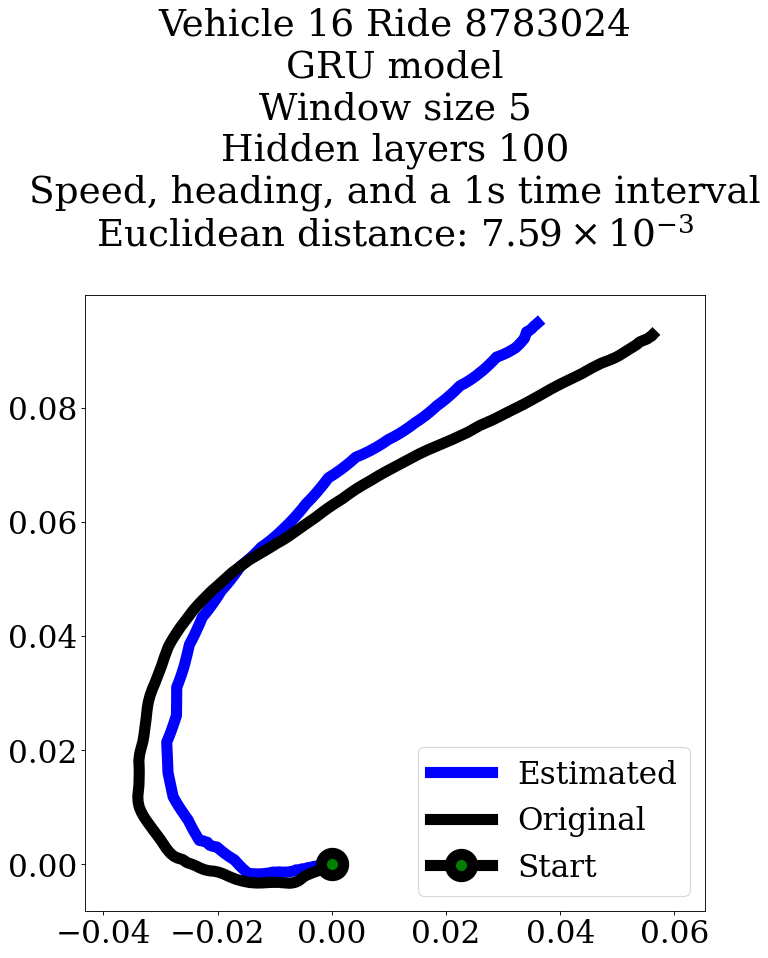 Vehicle 16 Ride 8783024
GRU model
Window size 5
Hidden layers 100
Speed, heading, and a 1s time interval
Euclidean distance: 7.59 × 10⁻³
0.08
0.06
0.04
0.02
0.00
Estimated
Original
Start
−0.04 −0.02 0.00 0.02 0.04 0.06